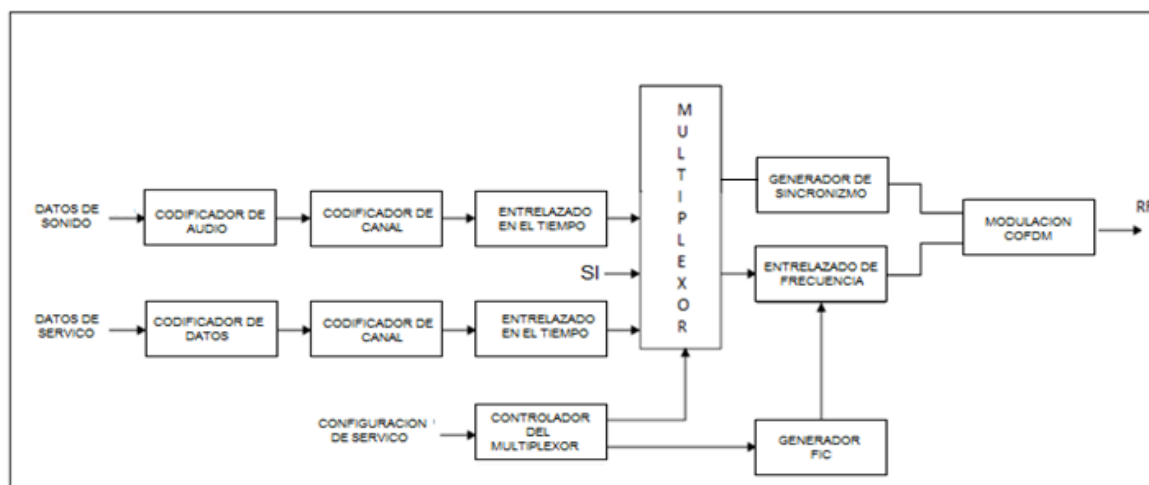 MULTIPLEXOR
GENERADOR DE
SINCRONIZMO
DATOS DE
SONIDO
CODIFICADOR DE
AUDIO
CODIFICADOR DE
CANAL
ENTRELAZADO
EN EL TIEMPO
MODULACION
COFDM
RF
SI
ENTRELAZADO DE
FRECUENCIA
DATOS DE
SERVICO
CODIFICADOR DE
DATOS
CODIFICADOR DE
CANAL
ENTRELAZADO
EN EL TIEMPO
CONFIGURACION
DE SERVICO
CONTROLADOR
DEL
MULTIPLEXOR
GENERADOR
FIC